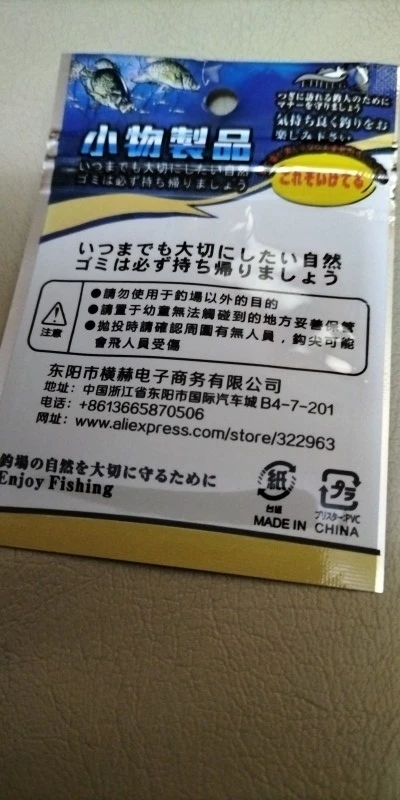 つぎに訪れる釣人のために
マナーを守りましょう
気持ち良く釣りをお
楽しみ下さい
小物製品
いつまでも大切にしたい自然
ゴミは必ず持ち帰りましょう
これぞいけてる
いつまでも大切にしたい自然
ゴミは必ず持ち帰りましょう
注意
●請勿使用于釣場以外的目的
●請置于幼童無法觸碰到的地方妥善保管
●拋投時請確認周圍有無人員，鈎尖可能
會飛人員受傷
东阳市横赫电子商务有限公司
地址：中国浙江省东阳市国际汽车城 B4-7-201
电话：+8613665870506
网址：www.aliexpress.com/store/322963
釣場の自然を大切に守るために
Enjoy Fishing
紙
台紙
プラ
ブリスター:PVC
MADE IN CHINA